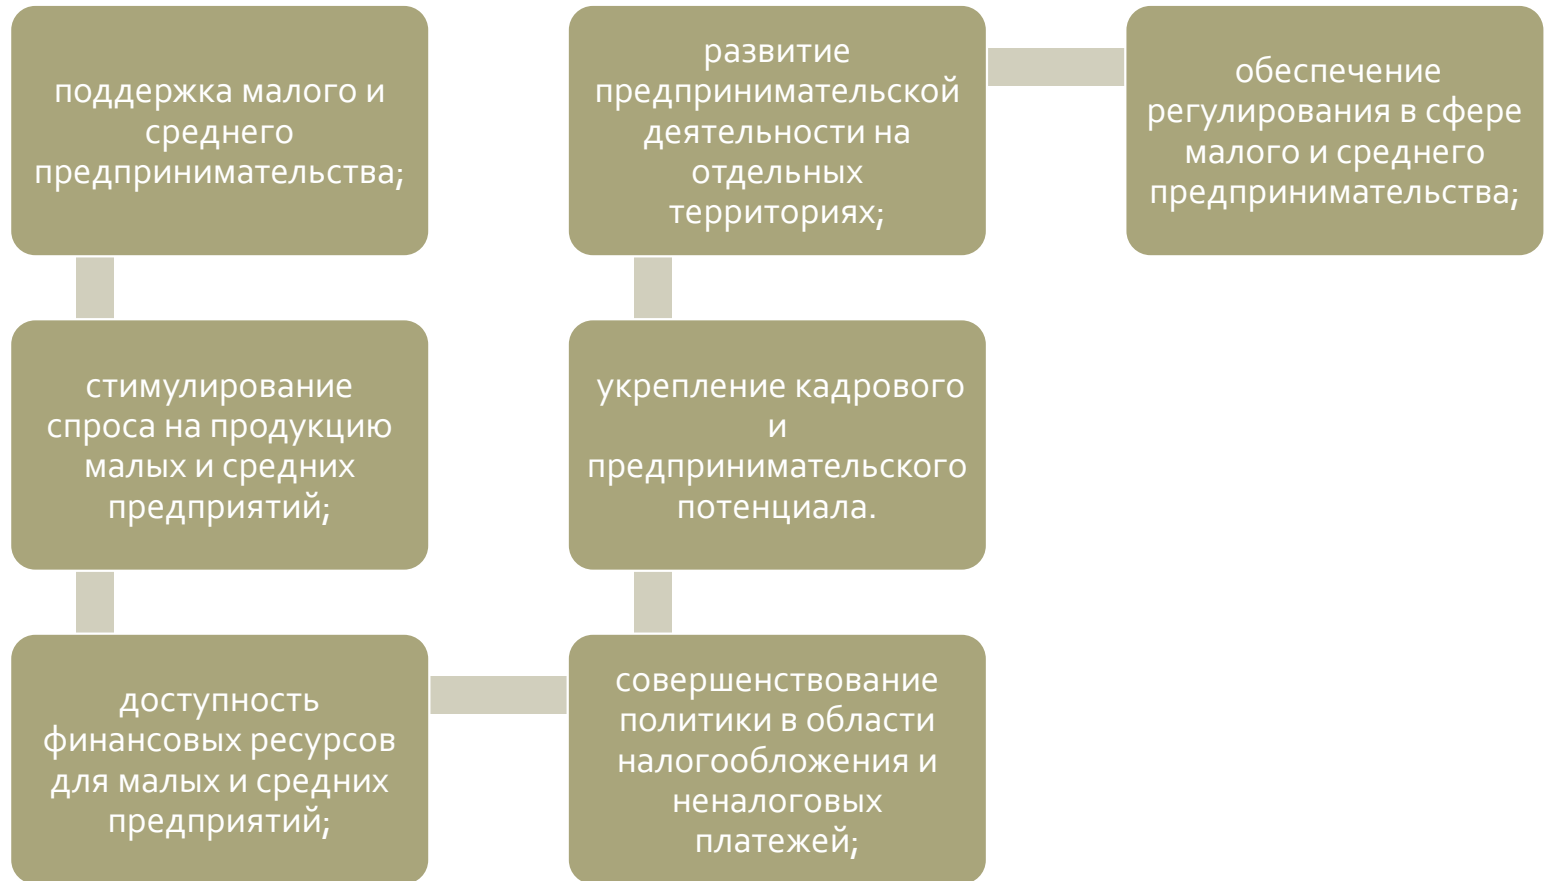 поддержка малого и
среднего
предпринимательства;
стимулирование
спроса на продукцию
малых и средних
предприятий;
доступность
финансовых ресурсов
для малых и средних
предприятий;
совершенствование
политики в области
налогообложения и
неналоговых
платежей;
укрепление кадрового
и
предпринимательского
потенциала.
развитие
предпринимательской
деятельности на
отдельных
территориях;
обеспечение
регулирования в сфере
малого и среднего
предпринимательства;